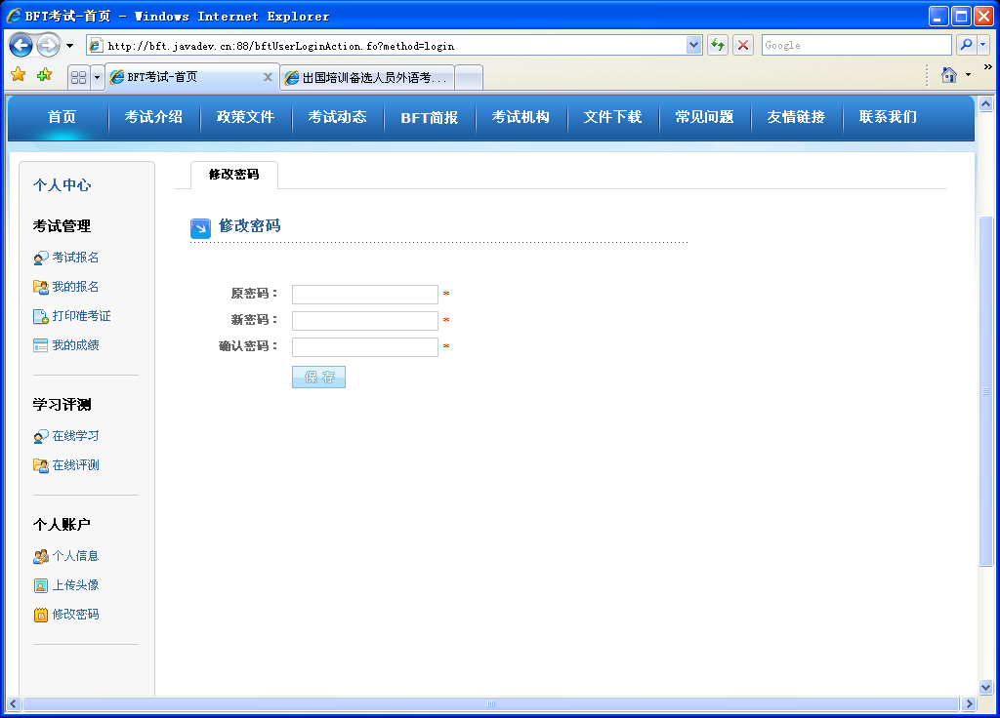 BFT考试-首页 - Windows Internet Explorer
http://bft.javadev.cn:88/bftUserLoginAction.fo?method=login
Google
BFT考试-首页
出国培训备选人员外语考...
首页 考试介绍 政策文件 考试动态 BFT简报 考试机构 文件下载 常见问题 友情链接 联系我们
个人中心
考试管理
考试报名
我的报名
打印准考证
我的成绩
学习评测
在线学习
在线评测
个人账户
个人信息
上传头像
修改密码
修改密码
修改密码
原密码： *
新密码： *
确认密码： *
保 存